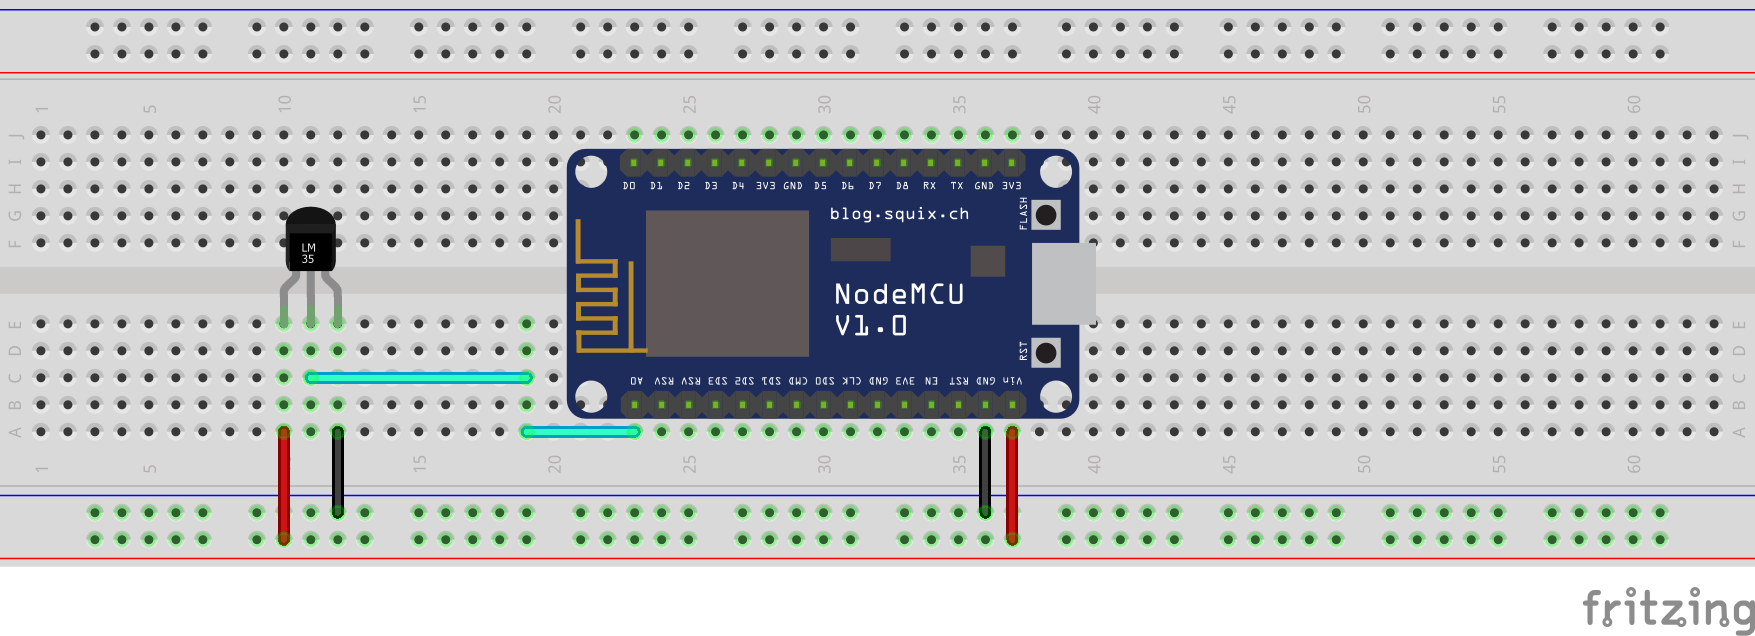 1 5 10 15 20 25 30 35 40 45 50 55 60
J J
I I
H H
G G
F F
D0 D1 D2 D3 D4 3V3 GND D5 D6 D7 D8 RX TX GND 3V3
blog.squix.ch
FLASH
LM
35
NodeMCU
V1.0
RST
E E
D D
C C
B B
A A
A0 RSV RSV SD3 SD2 SD1 CMD SD0 CLK GND 3V3 EN RST GND Vin
1 5 15 20 25 30 35 40 45 50 55 60
fritzing